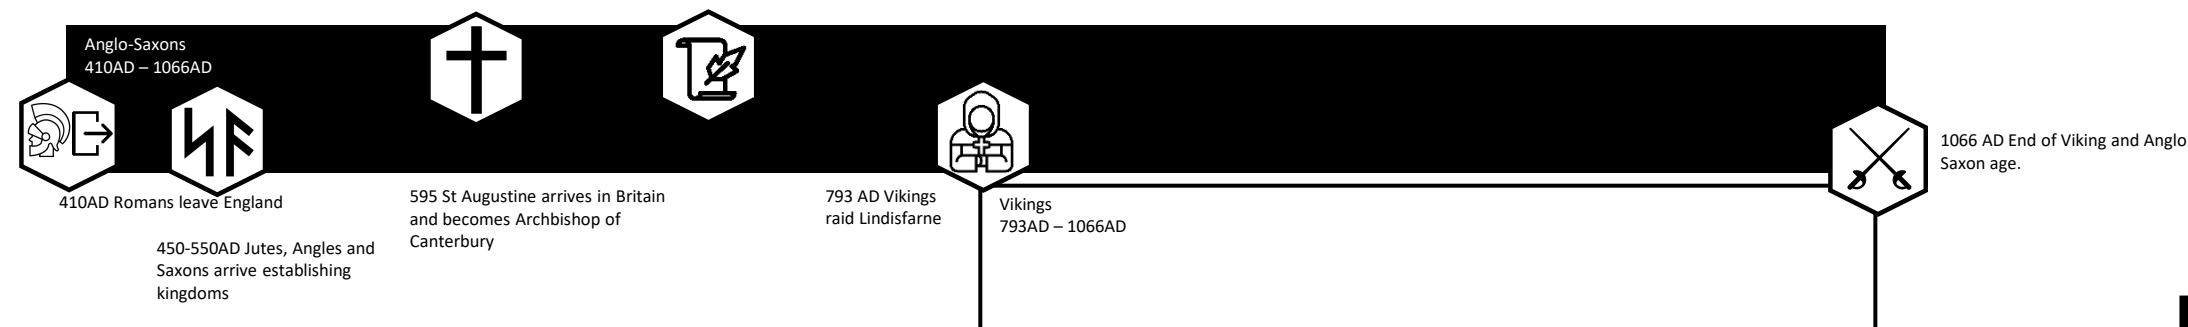 Anglo-Saxons
410AD – 1066AD
410AD Romans leave England
450-550AD Jutes, Angles and
Saxons arrive establishing
kingdoms
595 St Augustine arrives in Britain
and becomes Archbishop of
Canterbury
793 AD Vikings
raid Lindisfarne
Vikings
793AD – 1066AD
1066 AD End of Viking and Anglo
Saxon age.